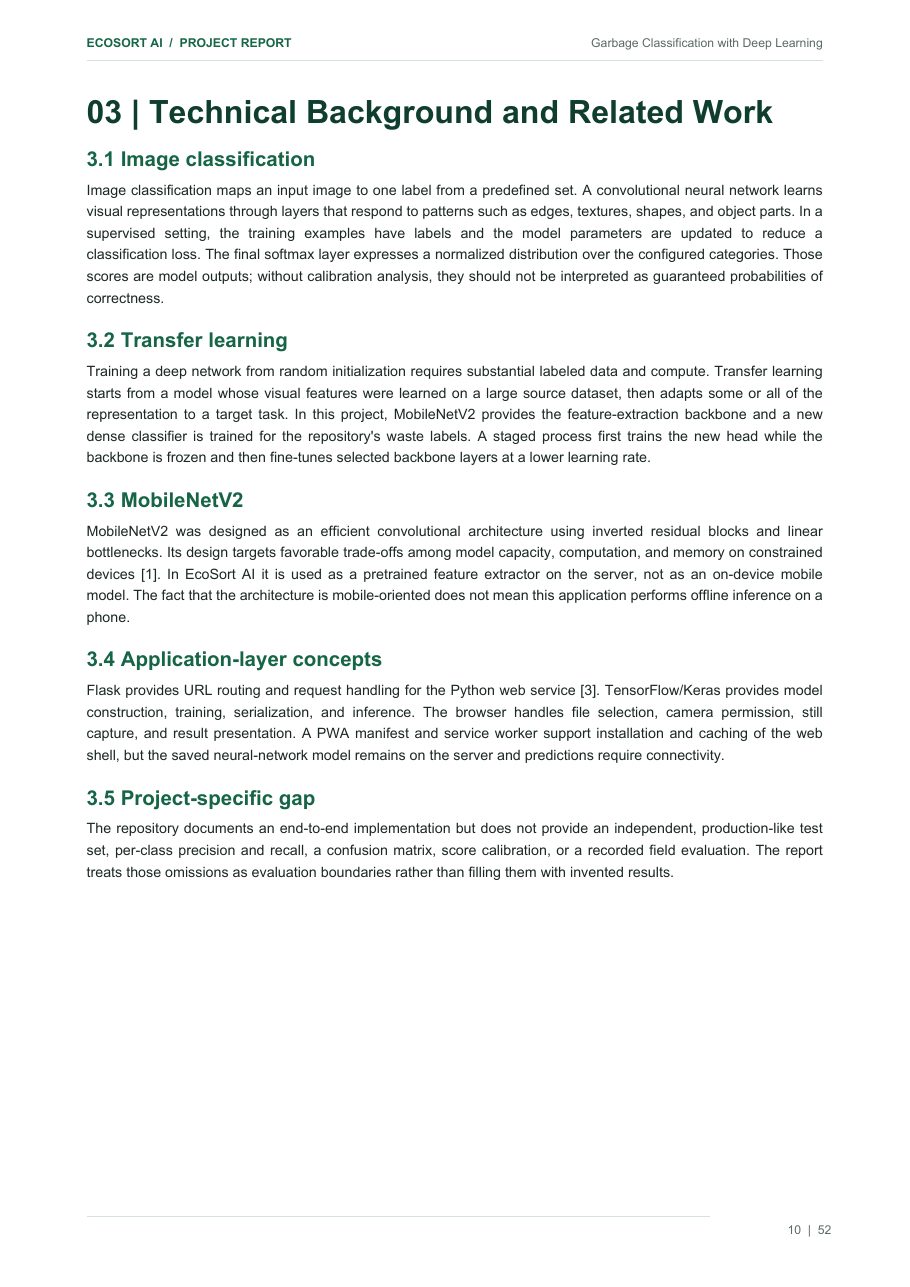 ECOSORT AI / PROJECT REPORT
Garbage Classification with Deep Learning
03 | Technical Background and Related Work
3.1 Image classification
Image classification maps an input image to one label from a predefined set. A convolutional neural network learns
visual representations through layers that respond to patterns such as edges, textures, shapes, and object parts. In a
supervised setting, the training examples have labels and the model parameters are updated to reduce a
classification loss. The final softmax layer expresses a normalized distribution over the configured categories. Those
scores are model outputs; without calibration analysis, they should not be interpreted as guaranteed probabilities of
correctness.
3.2 Transfer learning
Training a deep network from random initialization requires substantial labeled data and compute. Transfer learning
starts from a model whose visual features were learned on a large source dataset, then adapts some or all of the
representation to a target task. In this project, MobileNetV2 provides the feature-extraction backbone and a new
dense classifier is trained for the repository's waste labels. A staged process first trains the new head while the
backbone is frozen and then fine-tunes selected backbone layers at a lower learning rate.
3.3 MobileNetV2
MobileNetV2 was designed as an efficient convolutional architecture using inverted residual blocks and linear
bottlenecks. Its design targets favorable trade-offs among model capacity, computation, and memory on constrained
devices [1]. In EcoSort AI it is used as a pretrained feature extractor on the server, not as an on-device mobile
model. The fact that the architecture is mobile-oriented does not mean this application performs offline inference on a
phone.
3.4 Application-layer concepts
Flask provides URL routing and request handling for the Python web service [3]. TensorFlow/Keras provides model
construction, training, serialization, and inference. The browser handles file selection, camera permission, still
capture, and result presentation. A PWA manifest and service worker support installation and caching of the web
shell, but the saved neural-network model remains on the server and predictions require connectivity.
3.5 Project-specific gap
The repository documents an end-to-end implementation but does not provide an independent, production-like test
set, per-class precision and recall, a confusion matrix, score calibration, or a recorded field evaluation. The report
treats those omissions as evaluation boundaries rather than filling them with invented results.
10 | 52